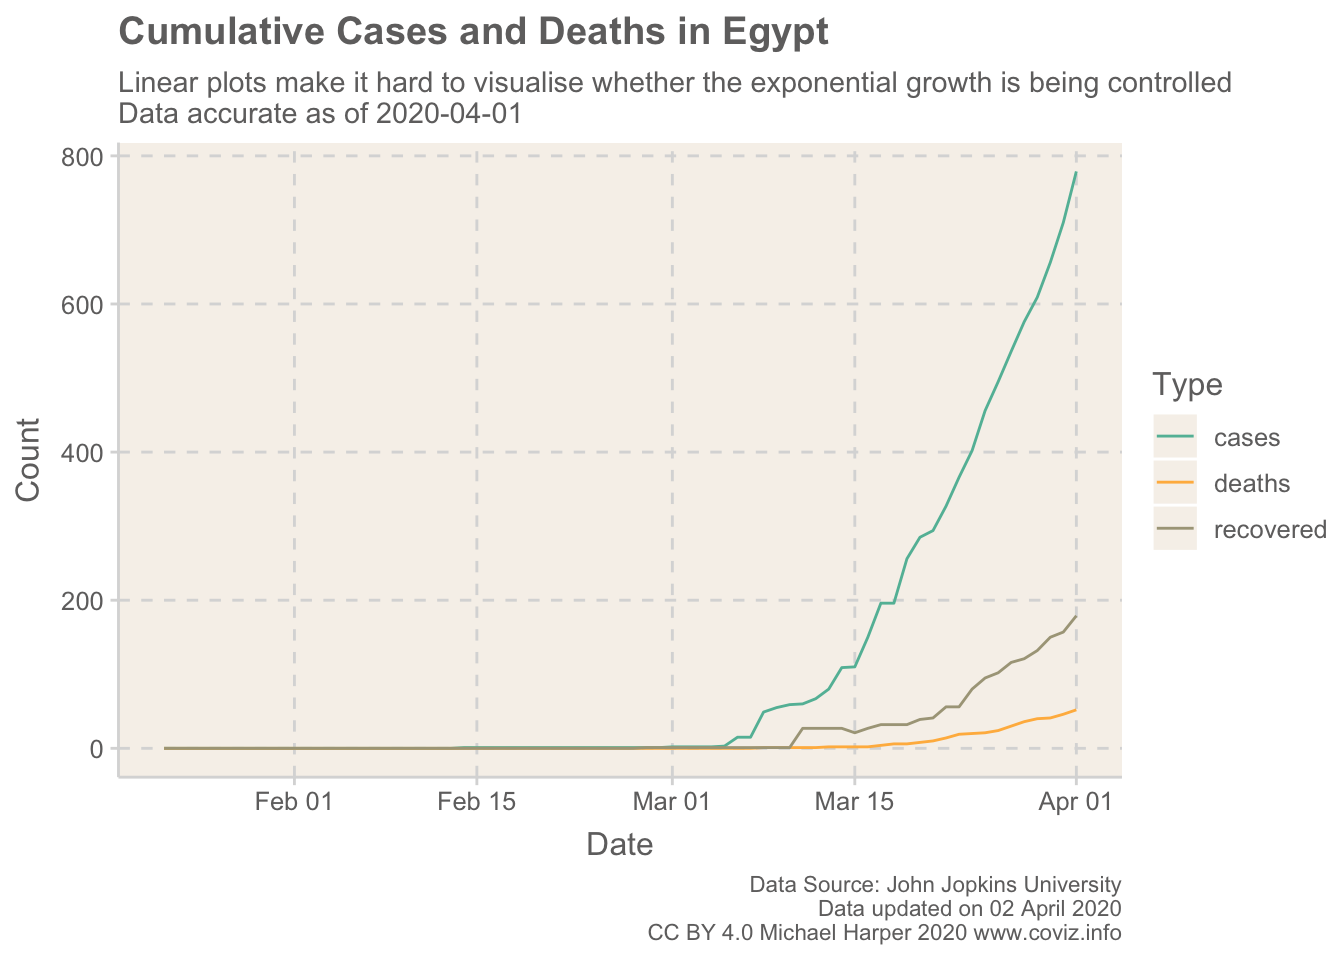 Cumulative Cases and Deaths in Egypt
Linear plots make it hard to visualise whether the exponential growth is being controlled
Data accurate as of 2020-04-01
800
600
400
200
0
Count
Feb 01
Feb 15
Mar 01
Mar 15
Apr 01
Date
Type
cases
deaths
recovered
Data Source: John Jopkins University
Data updated on 02 April 2020
CC BY 4.0 Michael Harper 2020 www.coviz.info